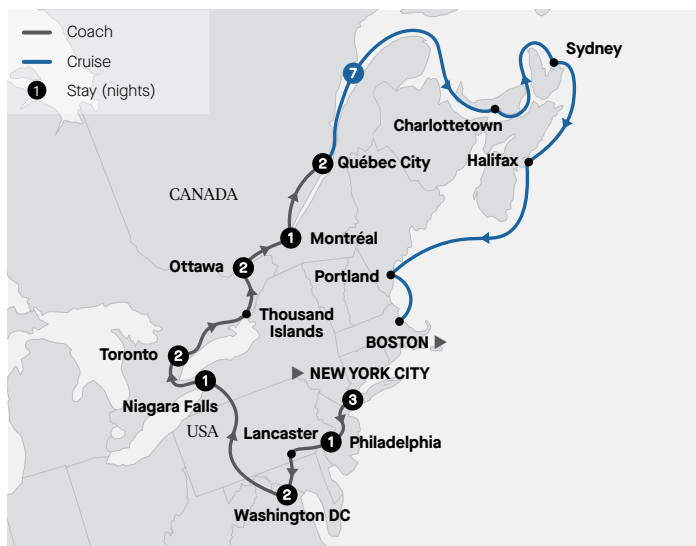 Coach
Cruise
1 Stay (nights)
Sydney
7
Charlottetown
Halifax
2 Québec City
CANADA
1 Montréal
Ottawa 2
Portland
Thousand
Islands
BOSTON
Toronto 2
NEW YORK CITY
1
Niagara Falls
3
USA
Lancaster
1 Philadelphia
2
Washington DC